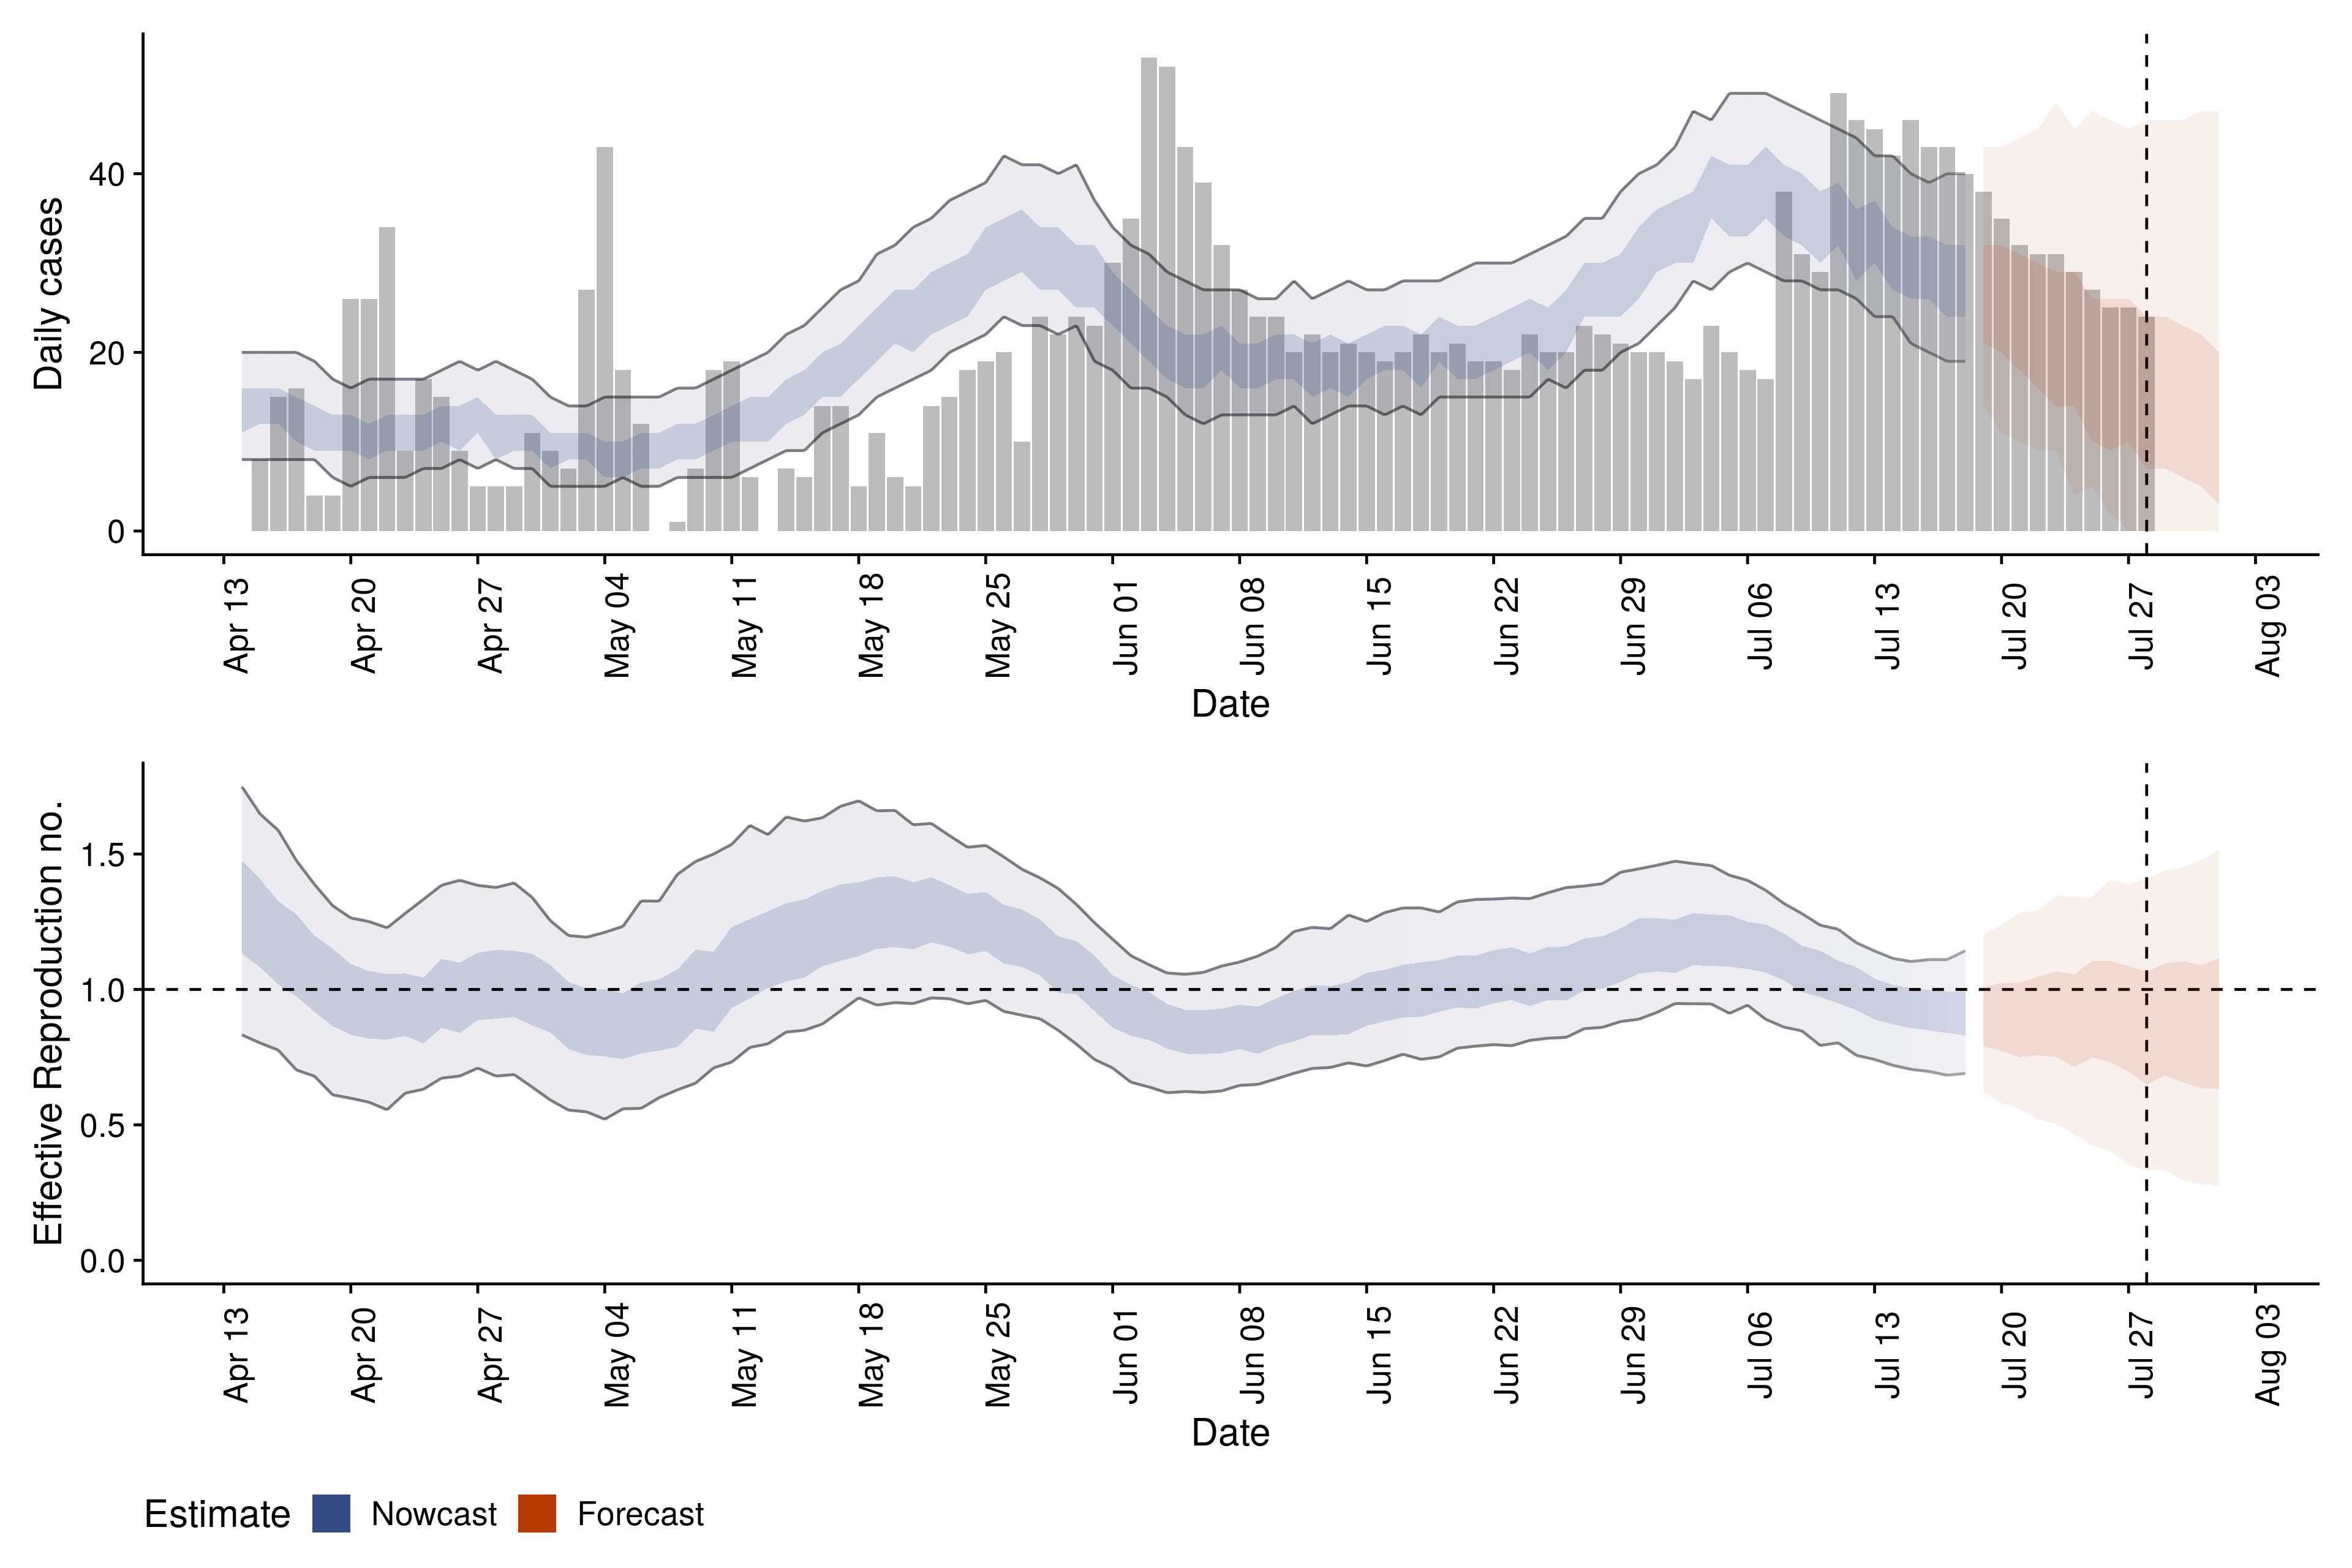 Daily cases
40
20
0
Apr 13
Apr 20
Apr 27
May 04
May 11
May 18
May 25
Jun 01
Jun 08
Jun 15
Jun 22
Jun 29
Jul 06
Jul 13
Jul 20
Jul 27
Aug 03
Date
Effective Reproduction no.
1.5
1.0
0.5
0.0
Apr 13
Apr 20
Apr 27
May 04
May 11
May 18
May 25
Jun 01
Jun 08
Jun 15
Jun 22
Jun 29
Jul 06
Jul 13
Jul 20
Jul 27
Aug 03
Date
Estimate Nowcast Forecast